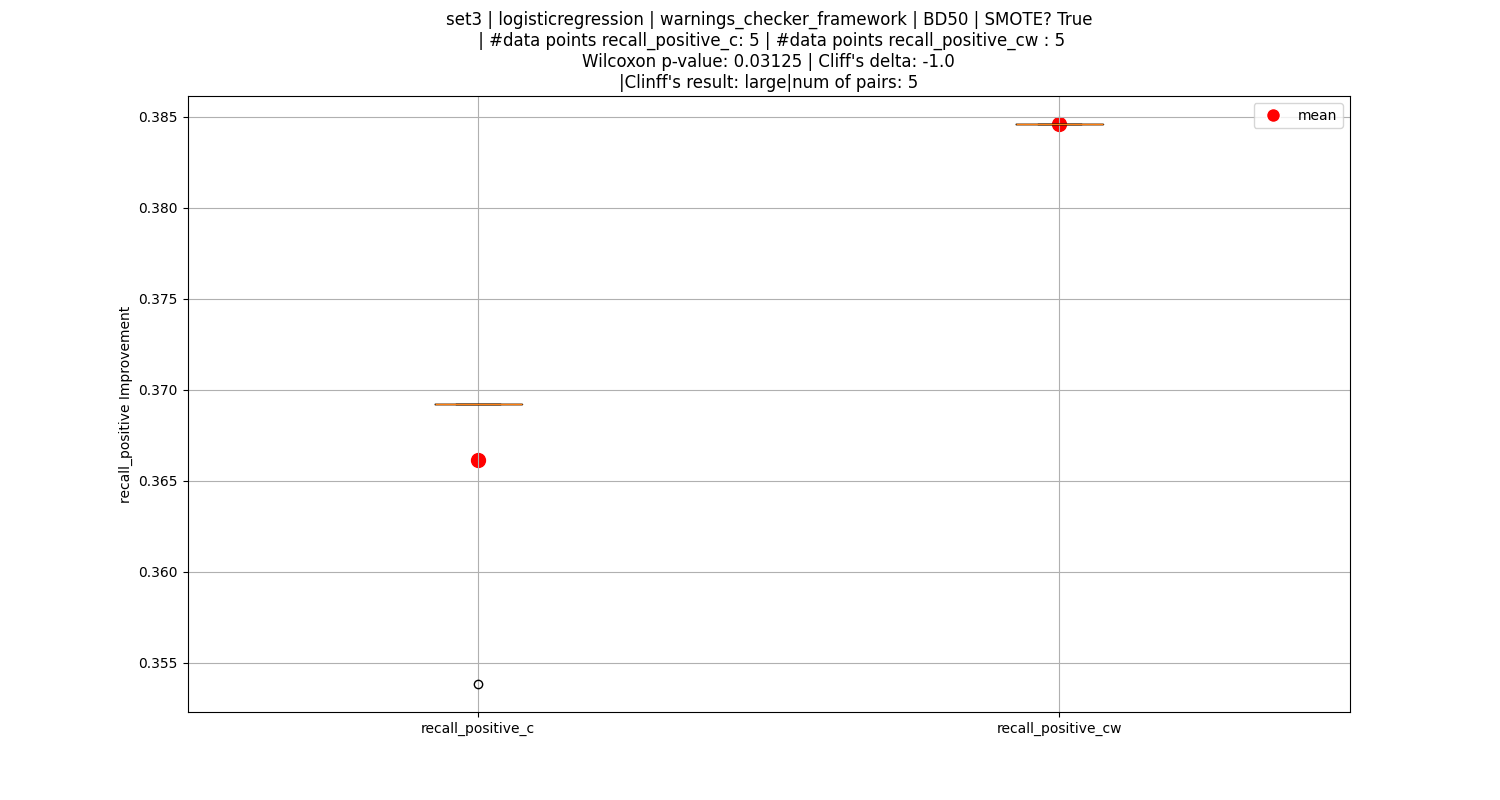 set3 | logisticregression | warnings_checker_framework | BD50 | SMOTE? True
| #data points recall_positive_c: 5 | #data points recall_positive_cw : 5
Wilcoxon p-value: 0.03125 | Cliff's delta: -1.0
|Clinff's result: large|num of pairs: 5
mean
recall_positive Improvement
0.385
0.380
0.375
0.370
0.365
0.360
0.355
recall_positive_c
recall_positive_cw